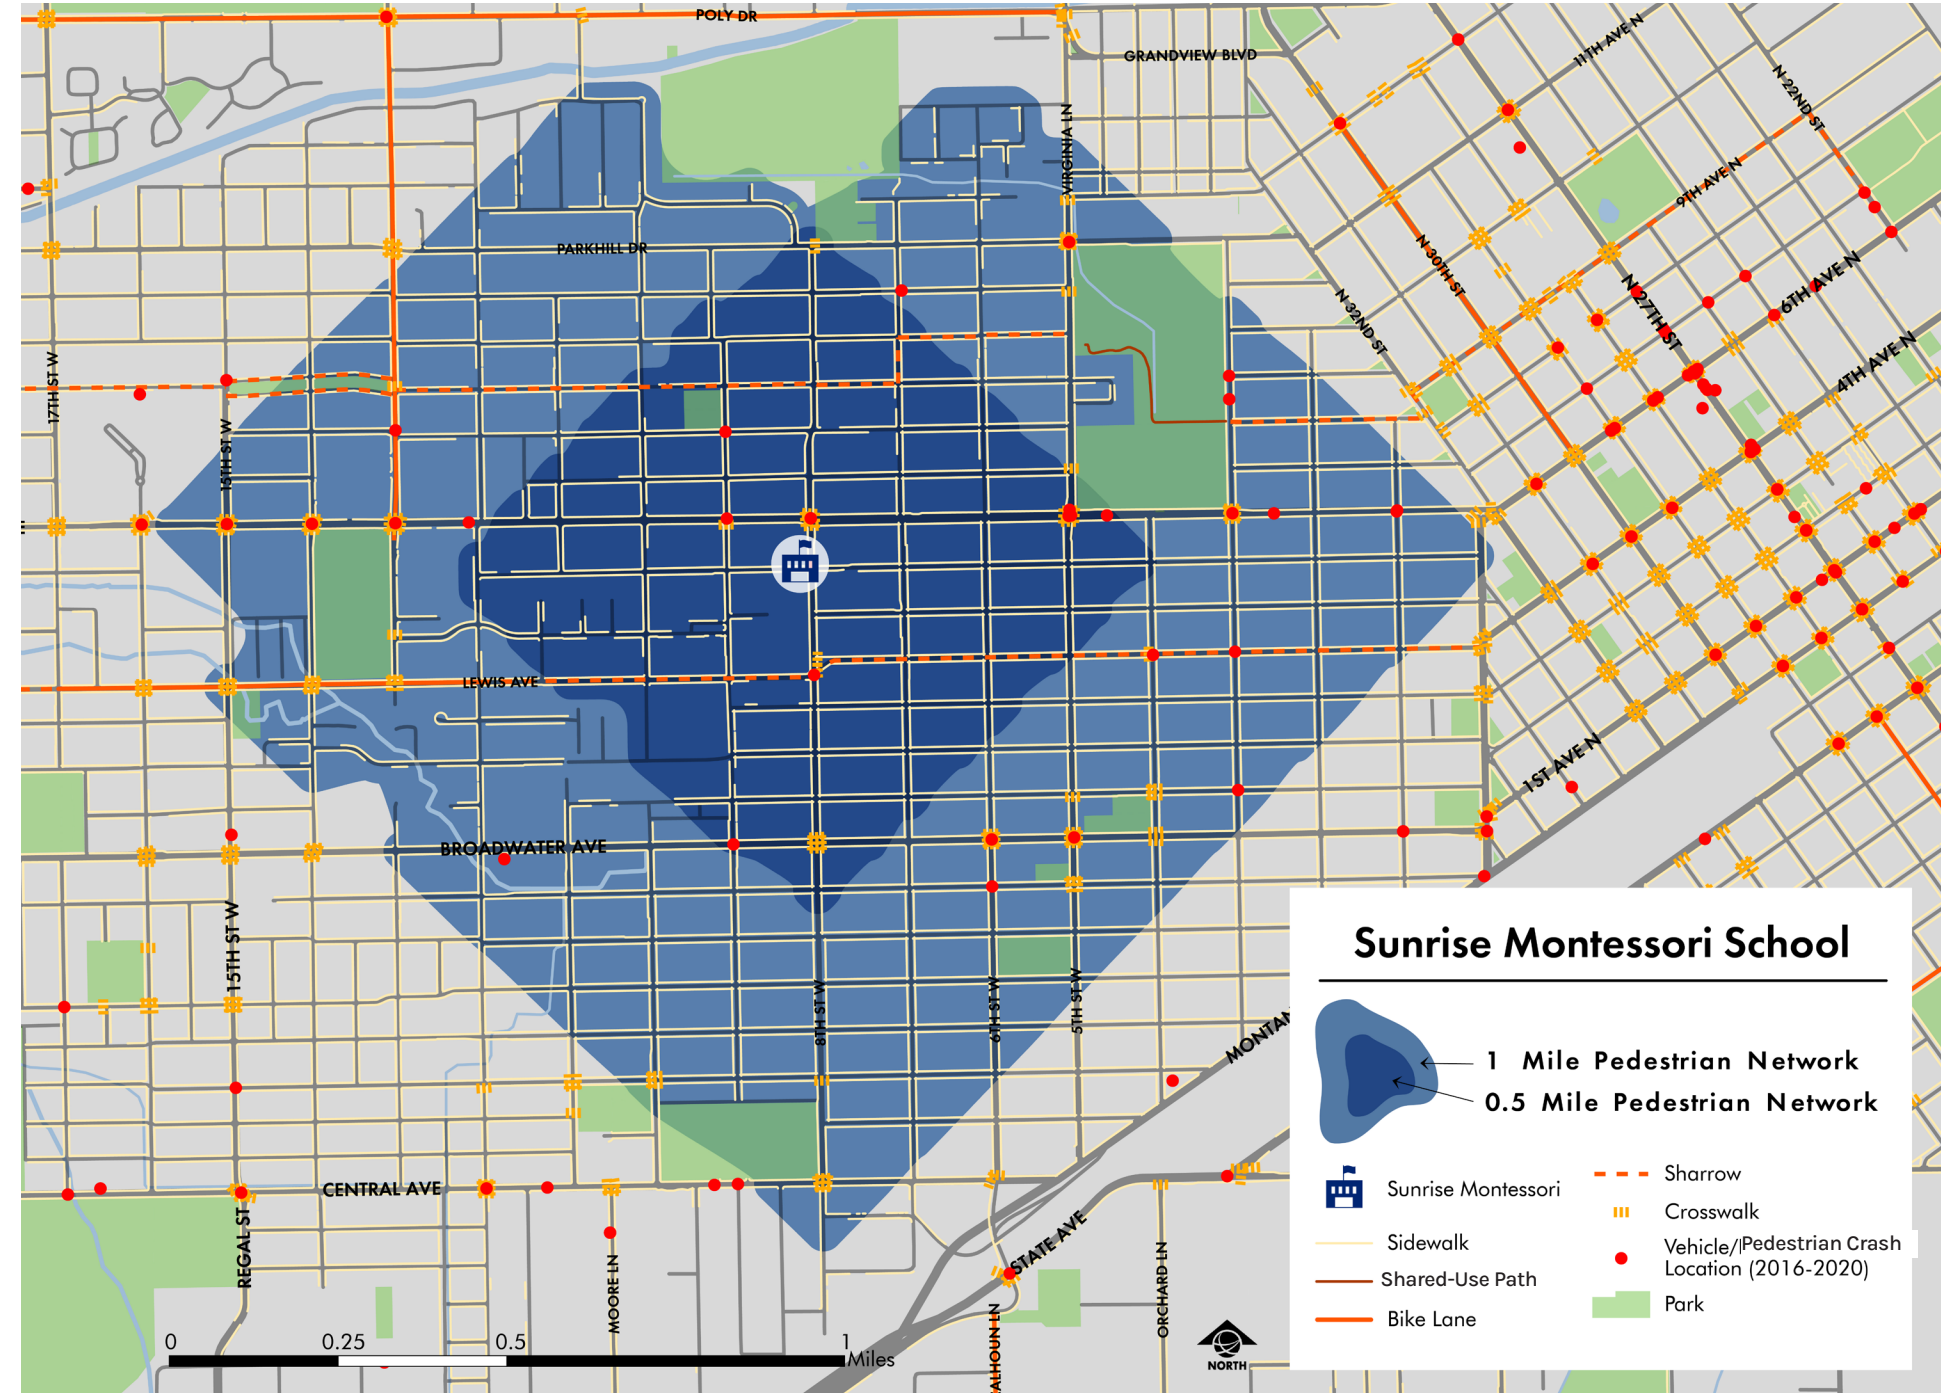 POLY DR
GRANDVIEW BLVD
11TH AVE N
N 22ND ST
VIRGINIA LN
9TH AVE N
PARKHILL DR
N 30TH ST
6TH AVE N
N 27TH ST
N 32ND ST
4TH AVE N
17TH ST W
15TH ST W
LEWIS AVE
1ST AVE N
BROADWATER AVE
15TH ST W
8TH ST W
6TH ST W
5TH ST W
MONTAN
CENTRAL AVE
REGAL ST
MOORE LN
STATE AVE
ORCHARD LN
ALHOUN LN
0 0.25 0.5 1
Miles
NORTH
Sunrise Montessori School
1 Mile Pedestrian Network
0.5 Mile Pedestrian Network
Sunrise Montessori
Sidewalk
Shared-Use Path
Bike Lane
Sharrow
Crosswalk
Vehicle/Pedestrian Crash
Location (2016-2020)
Park